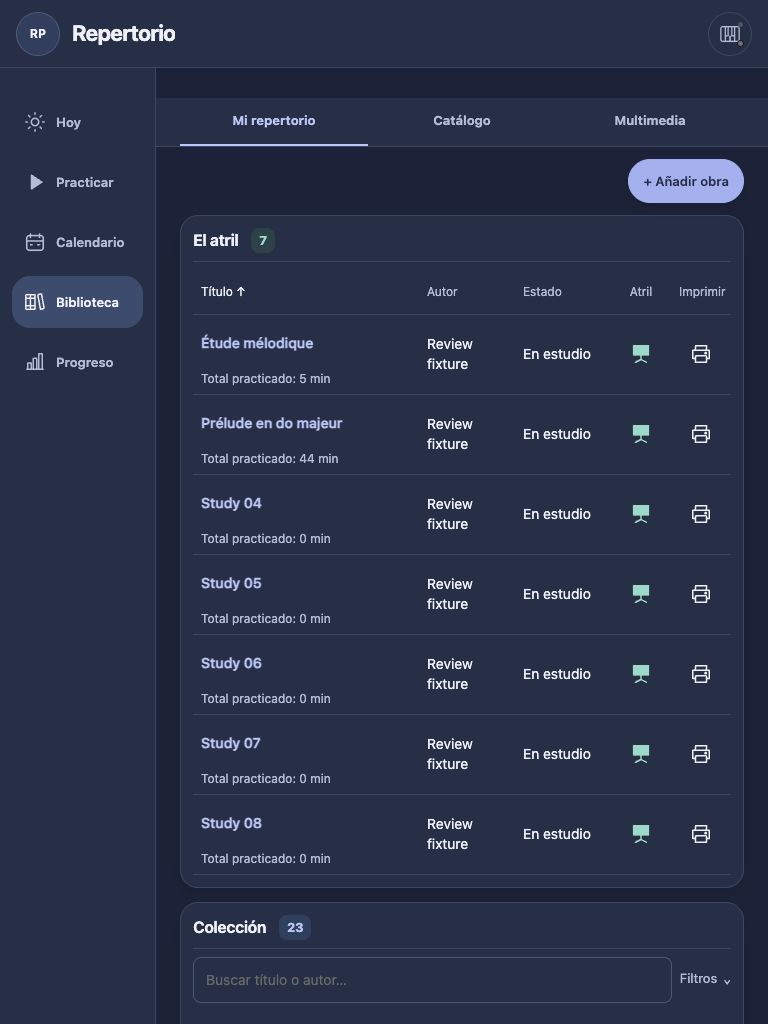 RP
Repertorio
Hoy
Practicar
Calendario
Biblioteca
Progreso
Mi repertorio
Catálogo
Multimedia
+ Añadir obra
El atril 7
Título ↑ Autor Estado Atril Imprimir
Étude mélodique
Total practicado: 5 min
Review
fixture
En estudio
Prélude en do majeur
Total practicado: 44 min
Review
fixture
En estudio
Study 04
Total practicado: 0 min
Review
fixture
En estudio
Study 05
Total practicado: 0 min
Review
fixture
En estudio
Study 06
Total practicado: 0 min
Review
fixture
En estudio
Study 07
Total practicado: 0 min
Review
fixture
En estudio
Study 08
Total practicado: 0 min
Review
fixture
En estudio
Colección 23
Buscar título o autor...
Filtros